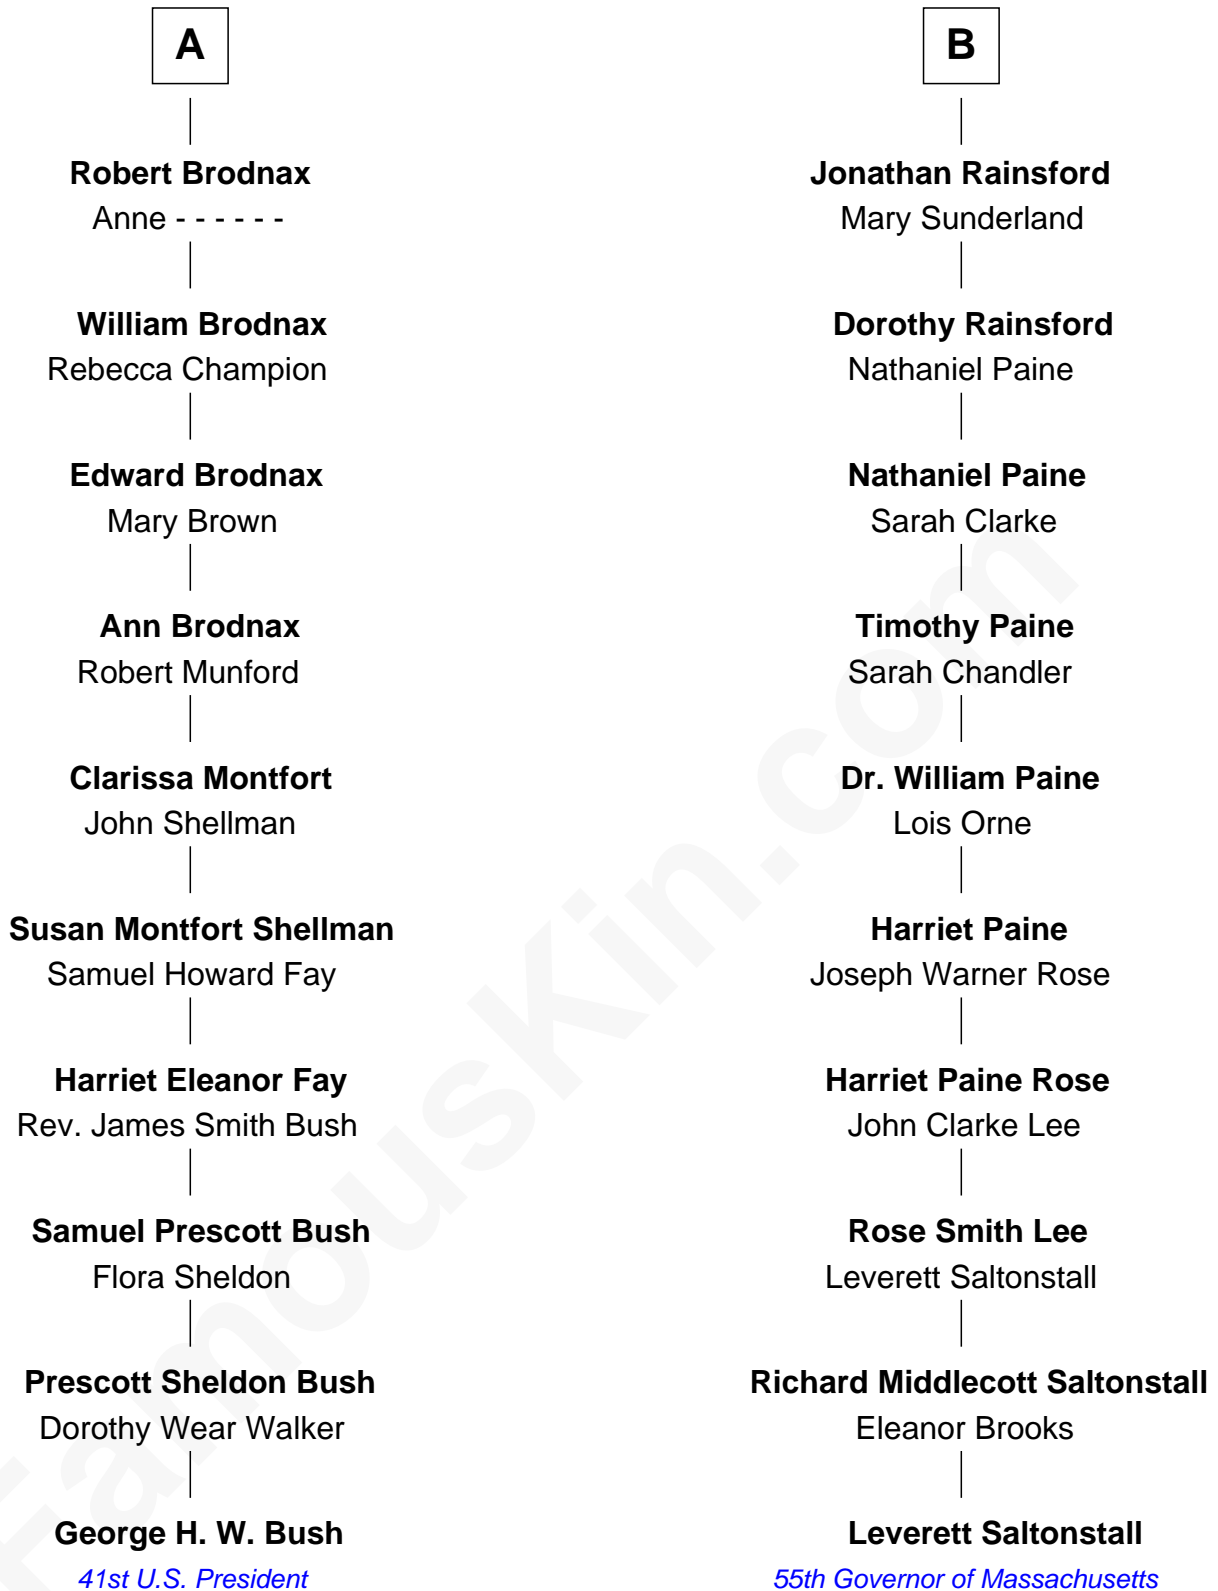 A
Robert Brodnax
Anne - - - - - -
William Brodnax
Rebecca Champion
Edward Brodnax
Mary Brown
Ann Brodnax
Robert Munford
Clarissa Montfort
John Shellman
Susan Montfort Shellman
Samuel Howard Fay
Harriet Eleanor Fay
Rev. James Smith Bush
Samuel Prescott Bush
Flora Sheldon
Prescott Sheldon Bush
Dorothy Wear Walker
George H. W. Bush
41st U.S. President
B
Jonathan Rainsford
Mary Sunderland
Dorothy Rainsford
Nathaniel Paine
Nathaniel Paine
Sarah Clarke
Timothy Paine
Sarah Chandler
Dr. William Paine
Lois Orne
Harriet Paine
Joseph Warner Rose
Harriet Paine Rose
John Clarke Lee
Rose Smith Lee
Leverett Saltonstall
Richard Middlecott Saltonstall
Eleanor Brooks
Leverett Saltonstall
55th Governor of Massachusetts
FamousKin.com